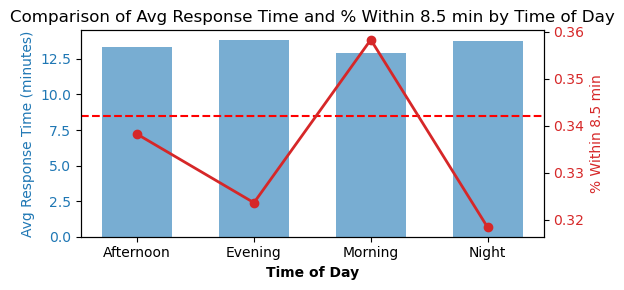 Comparison of Avg Response Time and % Within 8.5 min by Time of Day
Avg Response Time (minutes)
12.5
10.0
7.5
5.0
2.5
0.0
0.36
0.35
0.34
0.33
0.32
% Within 8.5 min
Afternoon Evening Morning Night
Time of Day